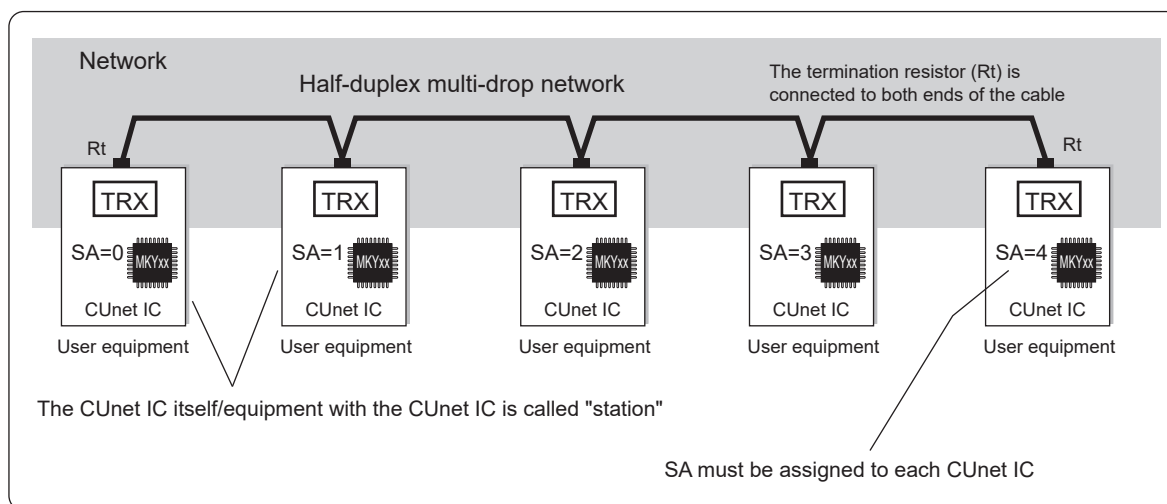 Network
Half-duplex multi-drop network
The termination resistor (Rt) is
connected to both ends of the cable
Rt
Rt
TRX
TRX
TRX
TRX
TRX
SA=0
MKYxx
SA=1
MKYxx
SA=2
MKYxx
SA=3
MKYxx
SA=4
MKYxx
CUnet IC
CUnet IC
CUnet IC
CUnet IC
CUnet IC
User equipment
User equipment
User equipment
User equipment
User equipment
The CUnet IC itself/equipment with the CUnet IC is called "station"
SA must be assigned to each CUnet IC